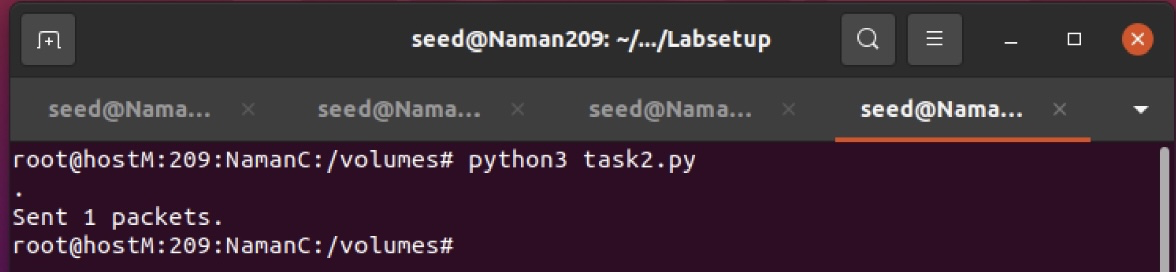 seed@Naman209: ~/.../Labsetup
seed@Nama... seed@Nama... seed@Nama... seed@Nama...
root@hostM:209:NamanC:/volumes# python3 task2.py
.
Sent 1 packets.
root@hostM:209:NamanC:/volumes#